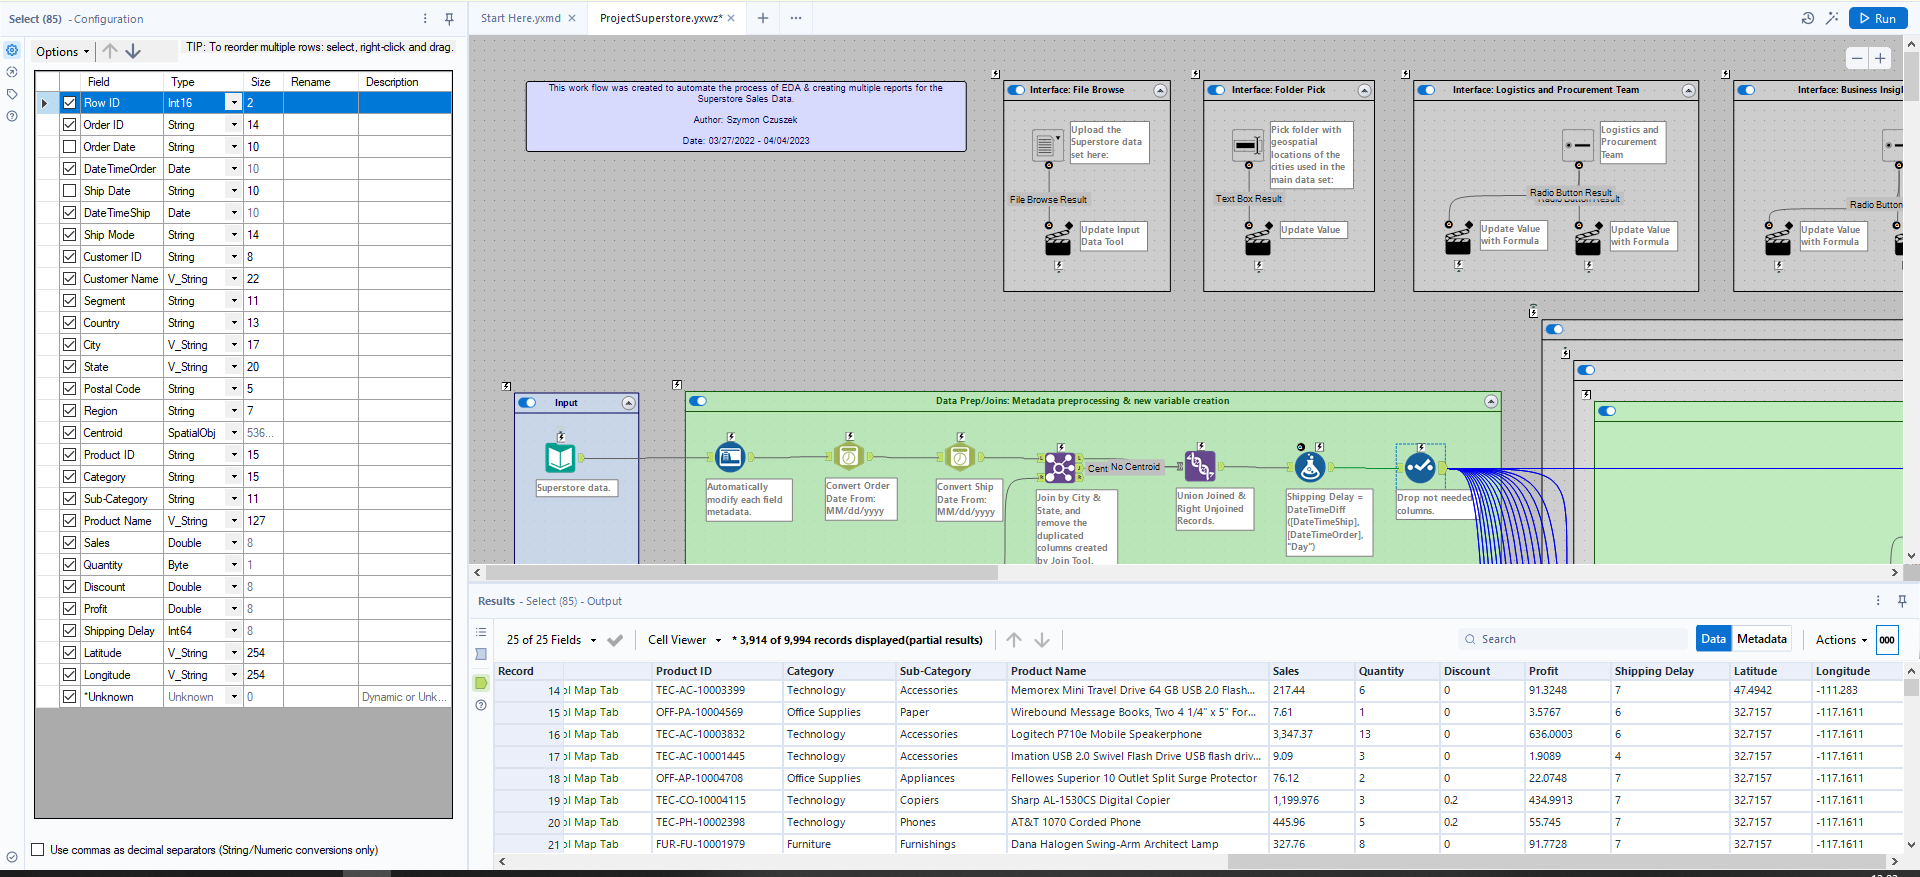 Select (85) - Configuration
Options
TIP: To reorder multiple rows: select, right-click and drag.
Field Type Size Rename Description
Row ID Int16 2
Order ID String 14
Order Date String 10
DateTimeOrder Date 10
Ship Date String 10
DateTimeShip Date 10
Ship Mode String 14
Customer ID String 8
Customer Name V_String 22
Segment String 11
Country String 13
City V_String 17
State V_String 20
Postal Code String 5
Region String 7
Centroid SpatialObj 536...
Product ID String 15
Category String 15
Sub-Category String 11
Product Name V_String 127
Sales Double 8
Quantity Byte 1
Discount Double 8
Profit Double 8
Shipping Delay Int64 8
Latitude V_String 254
Longitude V_String 254
*Unknown Unknown 0 Dynamic or Unk...
Use commas as decimal separators (String/Numeric conversions only)
Start Here.yxmd
ProjectSuperstore.yxwz*
Run
This work flow was created to automate the process of EDA & creating multiple reports for the
Superstore Sales Data.
Author: Szymon Czuszek
Date: 03/27/2022 - 04/04/2023
Interface: File Browse
Upload the
Superstore data
set here:
File Browse Result
Update Input
Data Tool
Interface: Folder Pick
Pick folder with
geospatial
locations of the
cities used in the
main data set:
Text Box Result
Update Value
Interface: Logistics and Procurement Team
Logistics and
Procurement
Team
Radio Button Result
Radio Button Result
Update Value
with Formula
Update Value
with Formula
Interface: Business Insigh
Radio Button
Update Value
with Formula
Input
Superstore data.
Data Prep/Joins: Metadata preprocessing & new variable creation
Automatically
modify each field
metadata.
Convert Order
Date From:
MM/dd/yyyy
Convert Ship
Date From:
MM/dd/yyyy
L
J
R
L
R
Cent
No Centroid
Join by City &
State, and
remove the
duplicated
columns created
by Join Tool.
Union Joined &
Right Unjoined
Records.
Shipping Delay =
DateTimeDiff
([DateTimeShip],
[DateTimeOrder],
"Day")
Drop not needed
columns.
Results - Select (85) - Output
25 of 25 Fields
Cell Viewer
* 3,914 of 9,994 records displayed(partial results)
Search
Data Metadata
Actions
000
Record Product ID Category Sub-Category Product Name Sales Quantity Discount Profit Shipping Delay Latitude Longitude
14 ol Map Tab TEC-AC-10003399 Technology Accessories Memorex Mini Travel Drive 64 GB USB 2.0 Flash... 217.44 6 0 91.3248 7 47.4942 -111.283
15 ol Map Tab OFF-PA-10004569 Office Supplies Paper Wirebound Message Books, Two 4 1/4" x 5" For... 7.61 1 0 3.5767 6 32.7157 -117.1611
16 ol Map Tab TEC-AC-10003832 Technology Accessories Logitech P710e Mobile Speakerphone 3,347.37 13 0 636.0003 6 32.7157 -117.1611
17 ol Map Tab TEC-AC-10001445 Technology Accessories Imation USB 2.0 Swivel Flash Drive USB flash driv... 9.09 3 0 1.9089 4 32.7157 -117.1611
18 ol Map Tab OFF-AP-10004708 Office Supplies Appliances Fellowes Superior 10 Outlet Split Surge Protector 76.12 2 0 22.0748 7 32.7157 -117.1611
19 ol Map Tab TEC-CO-10004115 Technology Copiers Sharp AL-1530CS Digital Copier 1,199.976 3 0.2 434.9913 7 32.7157 -117.1611
20 ol Map Tab TEC-PH-10002398 Technology Phones AT&T 1070 Corded Phone 445.96 5 0.2 55.745 7 32.7157 -117.1611
21 ol Map Tab FUR-FU-10001979 Furniture Furnishings Dana Halogen Swing-Arm Architect Lamp 327.76 8 0 91.7728 7 32.7157 -117.1611